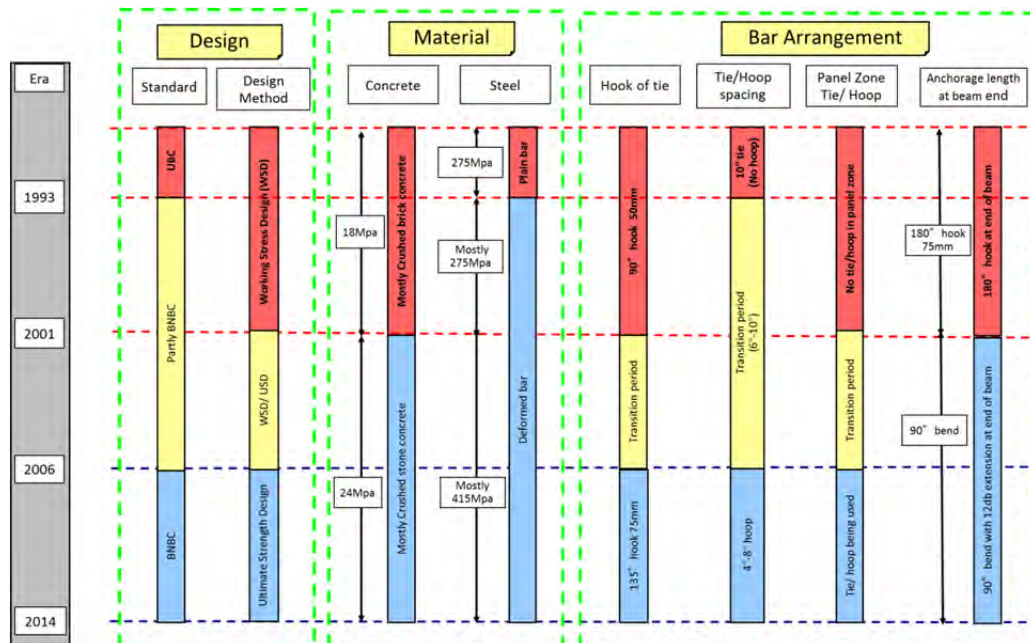 Design
Material
Bar Arrangement
Era
Standard
Design
Method
Concrete
Steel
Hook of tie
Tie/Hoop
spacing
Panel Zone
Tie/ Hoop
Anchorage length
at beam end
1993
2001
2006
2014
UBC
Partly BNBC
BNBC
Working Stress Design (WSD)
WSD/ USD
Ultimate Strength Design
18Mpa
24Mpa
Mostly Crushed brick concrete
Mostly Crushed stone concrete
275Mpa
Mostly
275Mpa
Mostly
415Mpa
Plain bar
Deformed bar
90° hook 50mm
Transition period
135° Hook 75mm
10" tie
(No hoop)
Transition period
(6"-10")
4"-8" hoop
No tie/hoop in panel zone
Transition period
Tie/ hoop being used
180° hook
75mm
90° bend
180° hook at end of beam
90° bend with 12db extension at end of beam